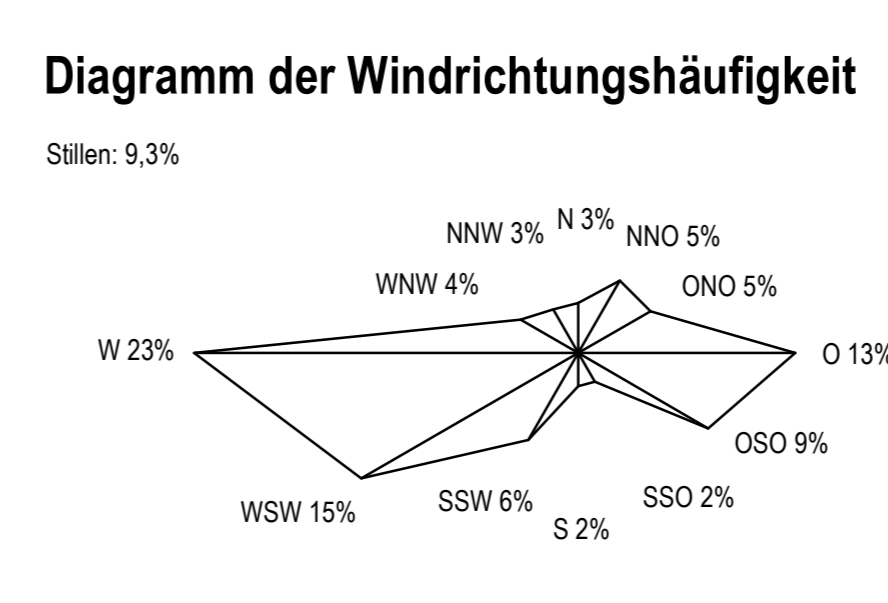 Diagramm der Windrichtungshäufigkeit
Stillen: 9,3%
N 3%
NNW 3%
NNO 5%
WNW 4%
ONO 5%
W 23%
O 13%
OSO 9%
SSO 2%
SSW 6%
WSW 15%
S 2%